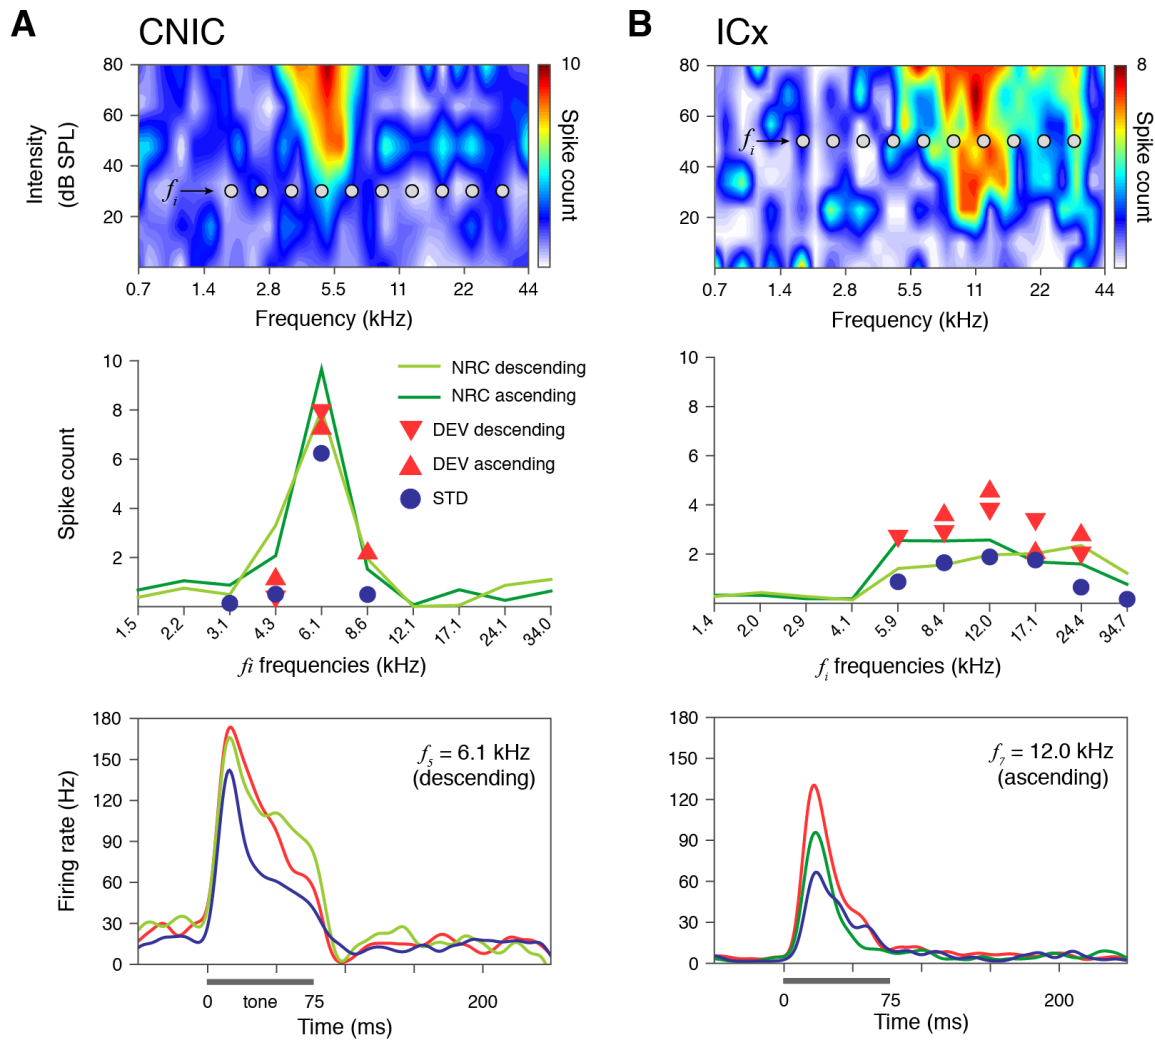 A
CNIC
80
60
40
20
Intensity
(dB SPL)
fi
10
Spike count
0.7
1.4
2.8
5.5
11
22
44
Frequency (kHz)
B
ICx
80
60
40
20
fi
8
Spike count
0.7
1.4
2.8
5.5
11
22
44
Frequency (kHz)
10
8
6
4
2
Spike count
NRC descending
NRC ascending
DEV descending
DEV ascending
STD
1.5
2.2
3.1
4.3
6.1
8.6
12.1
17.1
24.1
34.0
fi frequencies (kHz)
10
8
6
4
2
1.4
2.0
2.9
4.1
5.9
8.4
12.0
17.1
24.4
34.7
fi frequencies (kHz)
180
150
120
90
60
30
0
Firing rate (Hz)
f5 = 6.1 kHz
(descending)
0
tone
75
200
Time (ms)
180
150
120
90
60
30
0
f7 = 12.0 kHz
(ascending)
0
75
200
Time (ms)